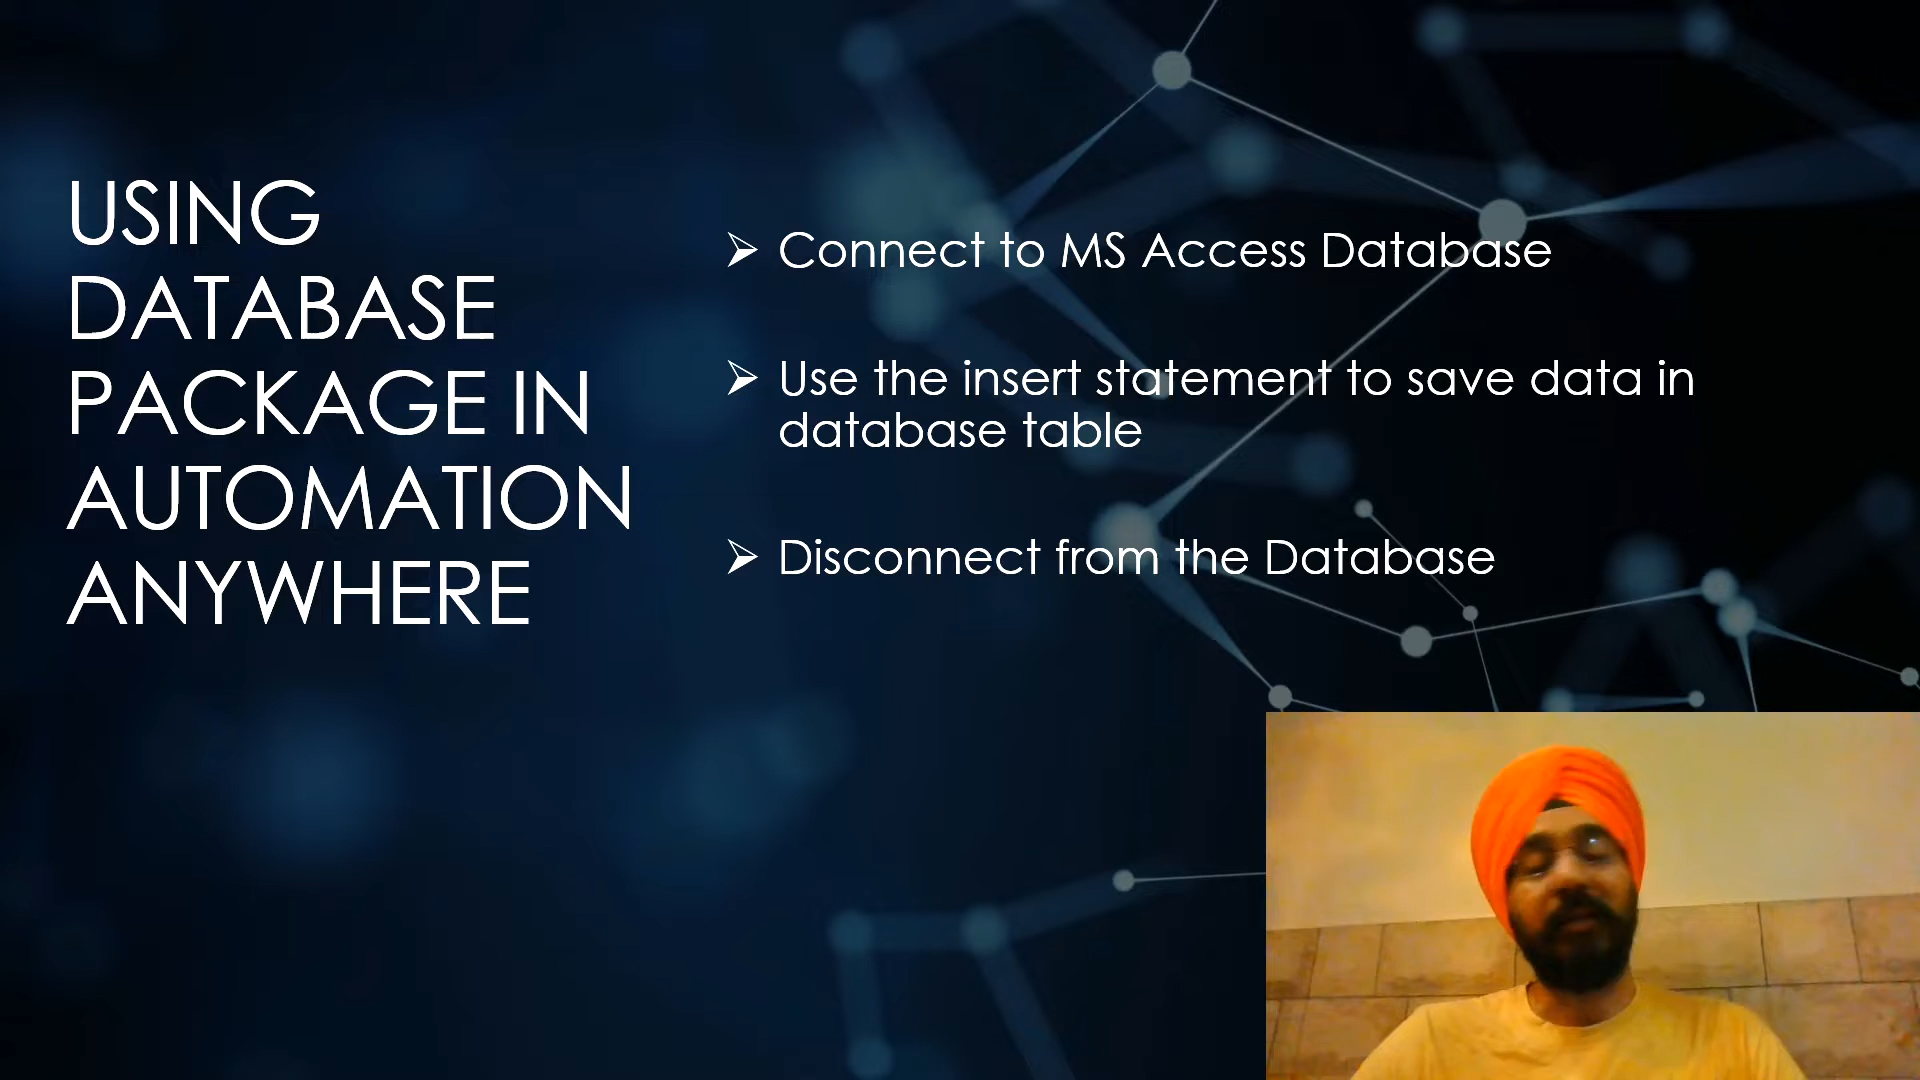 USING
DATABASE
PACKAGE IN
AUTOMATION
ANYWHERE
➢ Connect to MS Access Database
➢ Use the insert statement to save data in
database table
➢ Disconnect from the Database